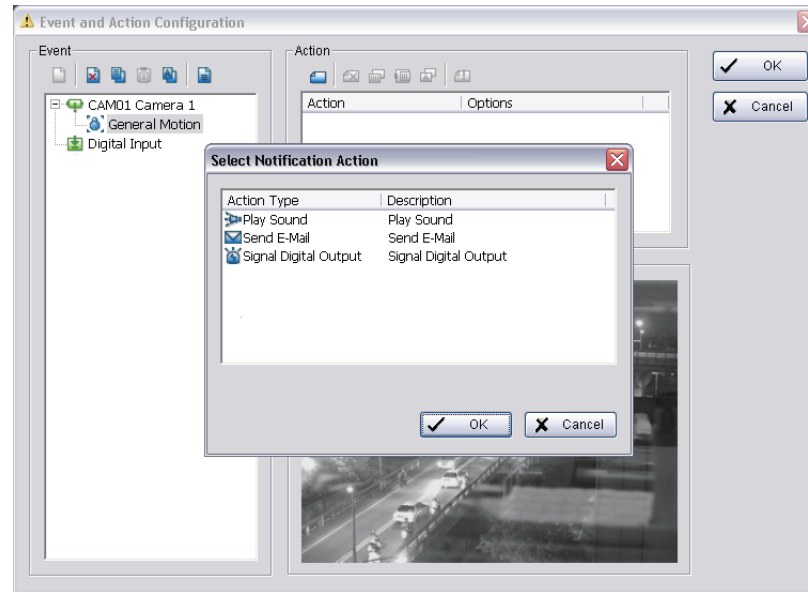 Event and Action Configuration
Event
Action
OK
Cancel
CAM01 Camera 1
General Motion
Digital Input
Action Options
Select Notification Action
Action Type Description
Play Sound Play Sound
Send E-Mail Send E-Mail
Signal Digital Output Signal Digital Output
OK Cancel